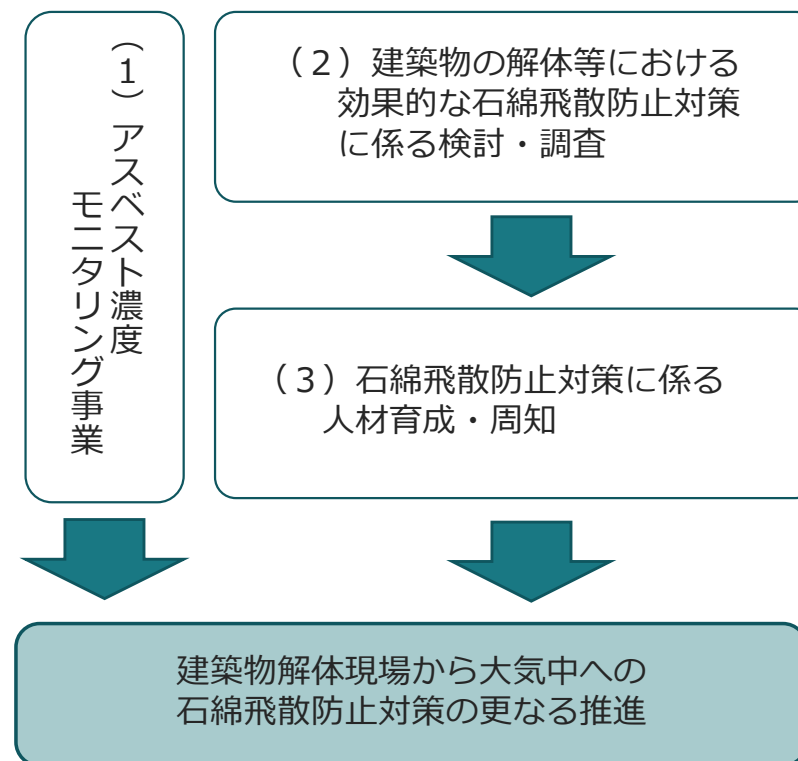 （1）アスベスト濃度
モニタリング事業
（２）建築物の解体等における
効果的な石綿飛散防止対策
に係る検討・調査
（３）石綿飛散防止対策に係る
人材育成・周知
建築物解体現場から大気中への
石綿飛散防止対策の更なる推進